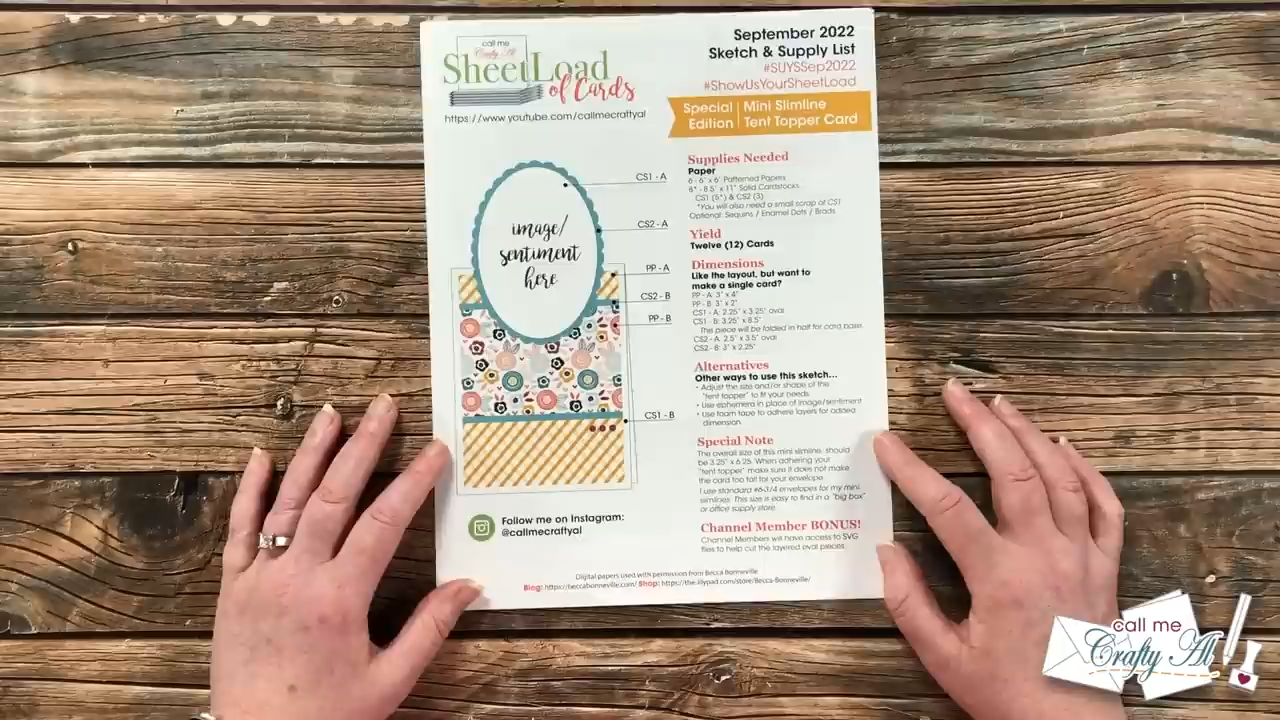 call me
Crafty Al
SheetLoad
of Cards
https://www.youtube.com/callmecraftyal
September 2022
Sketch & Supply List
#SUYSSep2022
#ShowUsYourSheetLoad
Special Edition | Mini Slimline Tent Topper Card
image/
sentiment
here
CS1 - A
CS2 - A
PP - A
CS2 - B
PP - B
CS1 - B
Supplies Needed
Paper
6 - 6" x 6" Patterned Papers
8* - 8.5" x 11" Solid Cardstocks
CS1 (5*) & CS2 (3)
*You will also need a small scrap of CS1
Optional: Sequins / Enamel Dots / Brads
Yield
Twelve (12) Cards
Dimensions
Like the layout, but want to
make a single card?
PP - A: 3" x 4"
PP - B: 3" x 2"
CS1 - A: 2.25" x 3.25" oval
CS1 - B: 3.25" x 8.5"
This piece will be folded in half for card base.
CS2 - A: 2.5" x 3.5" oval
CS2 - B: 3" x 2.25"
Alternatives
Other ways to use this sketch...
• Adjust the size and/or shape of the
"tent topper" to fit your needs.
• Use ephemera in place of image/sentiment
• Use foam tape to adhere layers for added
dimension.
Special Note
The overall size of this mini slimline, should
be 3.25" x 6.25. When adhering your
"tent topper" make sure it does not make
the card too tall for your envelope.
I use standard #6-3/4 envelopes for my mini
slimlines. This size is easy to find in a "big box"
or office supply store.
Channel Member BONUS!
Channel Members will have access to SVG
files to help cut the layered oval pieces.
Follow me on Instagram:
@callmecraftyal
Digital papers used with permission from Becca Bonneville
Blog: https://beccabonneville.com/ Shop: https://the-lilypad.com/store/Becca-Bonneville/
call me
Crafty Al